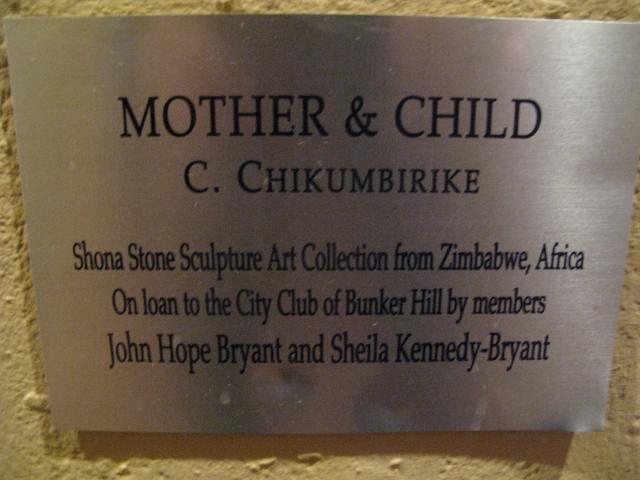 MOTHER & CHILD
C. CHIKUMBIRIKE
Shona Stone Sculpture Art Collection from Zimbabwe, Africa
On loan to the City Club of Bunker Hill by members
John Hope Bryant and Sheila Kennedy-Bryant